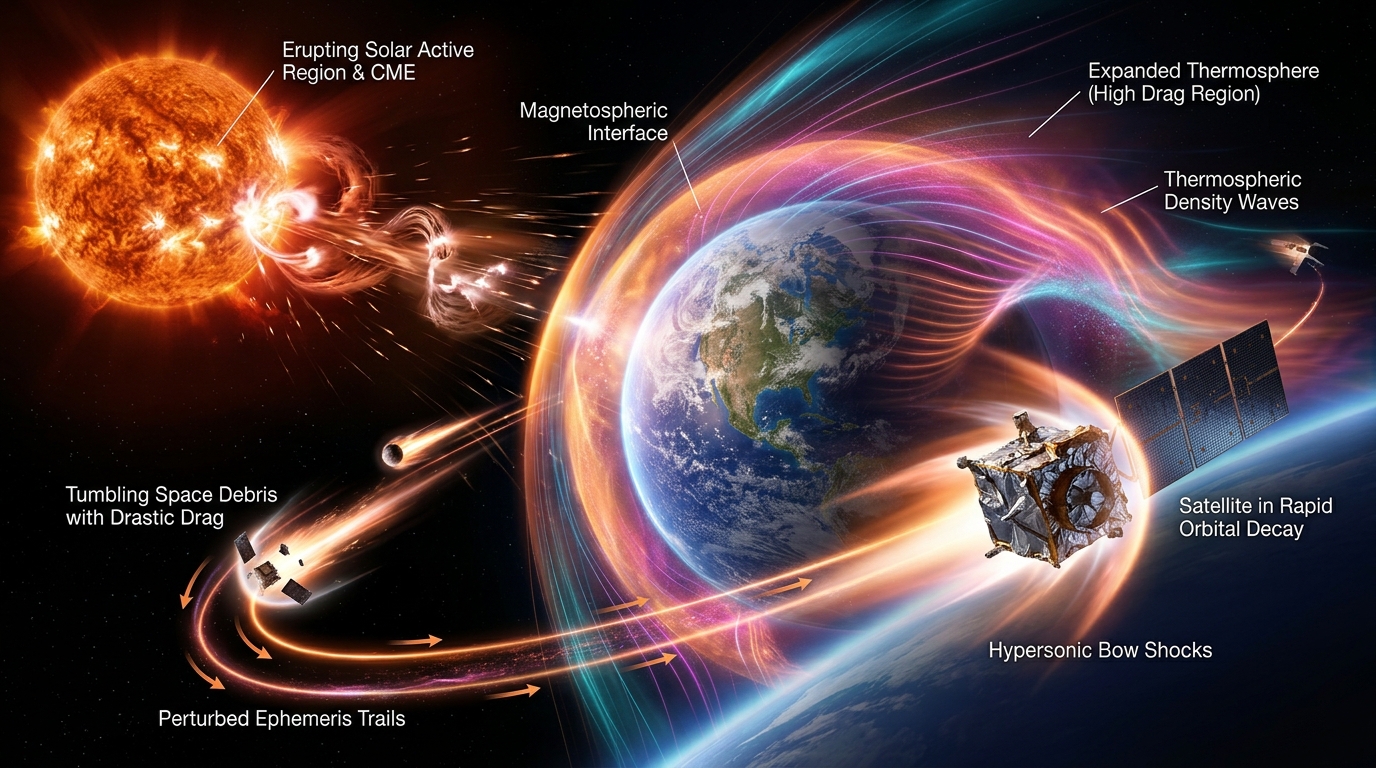 Erupting Solar Active
Region & CME
Magnetospheric
Interface
Expanded Thermosphere
(High Drag Region)
Thermospheric
Density Waves
Tumbling Space Debris
with Drastic Drag
Satellite in Rapid
Orbital Decay
Hypersonic Bow Shocks
Perturbed Ephemeris Trails